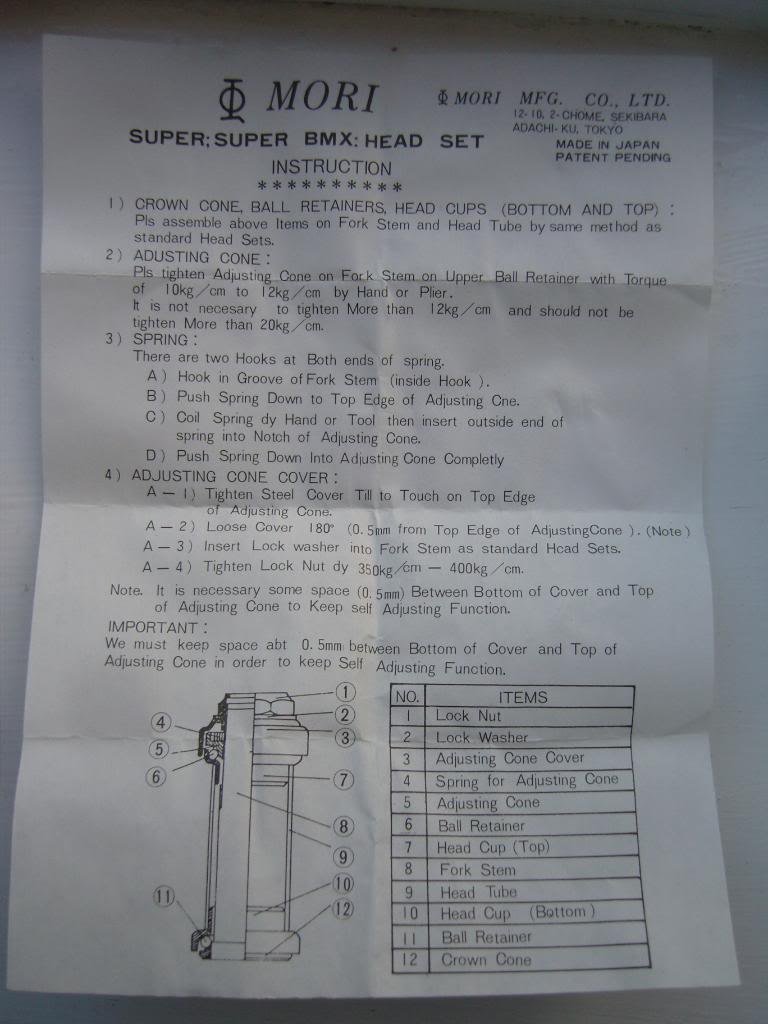 MORI
MORI MFG. CO., LTD.
12-10, 2-CHOME, SEKIBARA
ADACHI-KU, TOKYO
SUPER; SUPER BMX: HEAD SET
MADE IN JAPAN
PATENT PENDING
INSTRUCTION
**********
1) CROWN CONE, BALL RETAINERS, HEAD CUPS (BOTTOM AND TOP) :
Pls assemble above Items on Fork Stem and Head Tube by same method as
standard Head Sets.
2) ADUSTING CONE :
Pls tighten Adjusting Cone on Fork Stem on Upper Ball Retainer with Torque
of 10kg/cm to 12kg/cm by Hand or Plier.
It is not necesary to tighten More than 12kg/cm and should not be
tighten More than 20kg/cm.
3) SPRING :
There are two Hooks at Both ends of spring.
A) Hook in Groove of Fork Stem (inside Hook ).
B) Push Spring Down to Top Edge of Adjusting Cne.
C) Coil Spring dy Hand or Tool then insert outside end of
spring into Notch of Adjusting Cone.
D) Push Spring Down Into Adjusting Cone Completly
4) ADJUSTING CONE COVER :
A — 1) Tighten Steel Cover Till to Touch on Top Edge
of Adjusting Cone.
A — 2) Loose Cover 180° (0.5mm from Top Edge of AdjustingCone ). (Note)
A — 3) Insert Lock washer into Fork Stem as standard Hcad Sets.
A — 4) Tighten Lock Nut dy 350kg/cm — 400kg/cm.
Note. It is necessary some space (0.5mm) Between Bottom of Cover and Top
of Adjusting Cone to Keep self Adjusting Function.
IMPORTANT :
We must keep space abt 0.5mm between Bottom of Cover and Top of
Adjusting Cone in order to keep Self Adjusting Function.
1
2
3
4
5
6
7
8
9
10
11
12
NO. ITEMS
1 Lock Nut
2 Lock Washer
3 Adjusting Cone Cover
4 Spring for Adjusting Cone
5 Adjusting Cone
6 Ball Retainer
7 Head Cup (Top)
8 Fork Stem
9 Head Tube
10 Head Cup (Bottom)
11 Ball Retainer
12 Crown Cone